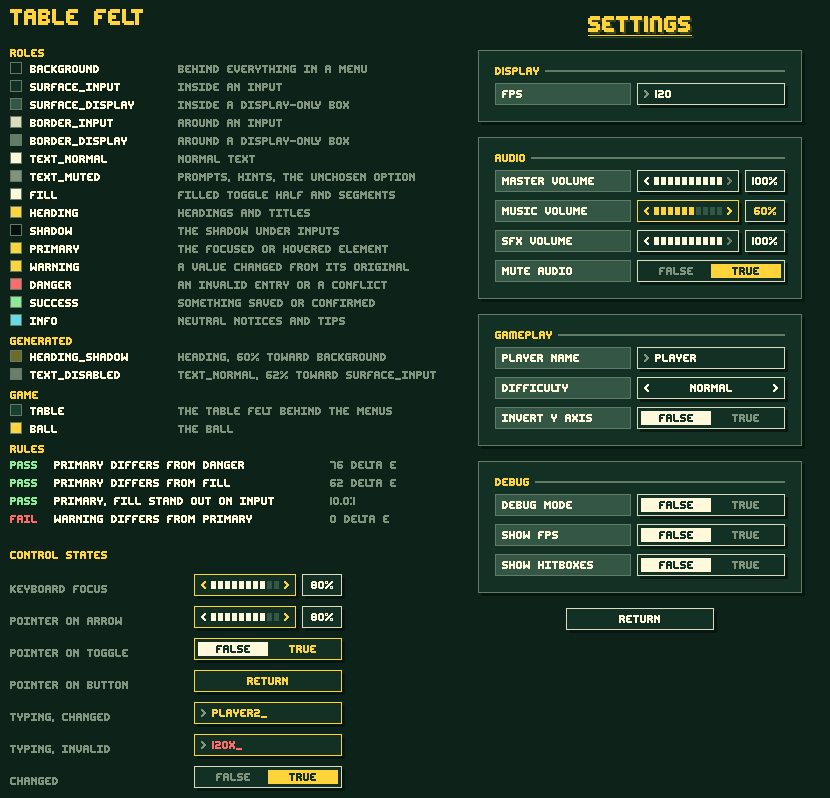 TABLE FELT
ROLES
BACKGROUND BEHIND EVERYTHING IN A MENU
SURFACE_INPUT INSIDE AN INPUT
SURFACE_DISPLAY INSIDE A DISPLAY-ONLY BOX
BORDER_INPUT AROUND AN INPUT
BORDER_DISPLAY AROUND A DISPLAY-ONLY BOX
TEXT_NORMAL NORMAL TEXT
TEXT_MUTED PROMPTS, HINTS, THE UNCHOSEN OPTION
FILL FILLED TOGGLE HALF AND SEGMENTS
HEADING HEADINGS AND TITLES
SHADOW THE SHADOW UNDER INPUTS
PRIMARY THE FOCUSED OR HOVERED ELEMENT
WARNING A VALUE CHANGED FROM ITS ORIGINAL
DANGER AN INVALID ENTRY OR A CONFLICT
SUCCESS SOMETHING SAVED OR CONFIRMED
INFO NEUTRAL NOTICES AND TIPS
GENERATED
HEADING_SHADOW HEADING, 60% TOWARD BACKGROUND
TEXT_DISABLED TEXT_NORMAL, 62% TOWARD SURFACE_INPUT
GAME
TABLE THE TABLE FELT BEHIND THE MENUS
BALL THE BALL
RULES
PASS PRIMARY DIFFERS FROM DANGER 76 DELTA E
PASS PRIMARY DIFFERS FROM FILL 62 DELTA E
PASS PRIMARY, FILL STAND OUT ON INPUT 10.0:1
FAIL WARNING DIFFERS FROM PRIMARY 0 DELTA E
CONTROL STATES
KEYBOARD FOCUS < > 80%
POINTER ON ARROW < > 80%
POINTER ON TOGGLE FALSE TRUE
POINTER ON BUTTON RETURN
TYPING, CHANGED > PLAYER2_
TYPING, INVALID > 120X_
CHANGED FALSE TRUE
SETTINGS
DISPLAY
FPS > 120
AUDIO
MASTER VOLUME < > 100%
MUSIC VOLUME < > 60%
SFX VOLUME < > 100%
MUTE AUDIO FALSE TRUE
GAMEPLAY
PLAYER NAME > PLAYER
DIFFICULTY < NORMAL >
INVERT Y AXIS FALSE TRUE
DEBUG
DEBUG MODE FALSE TRUE
SHOW FPS FALSE TRUE
SHOW HITBOXES FALSE TRUE
RETURN